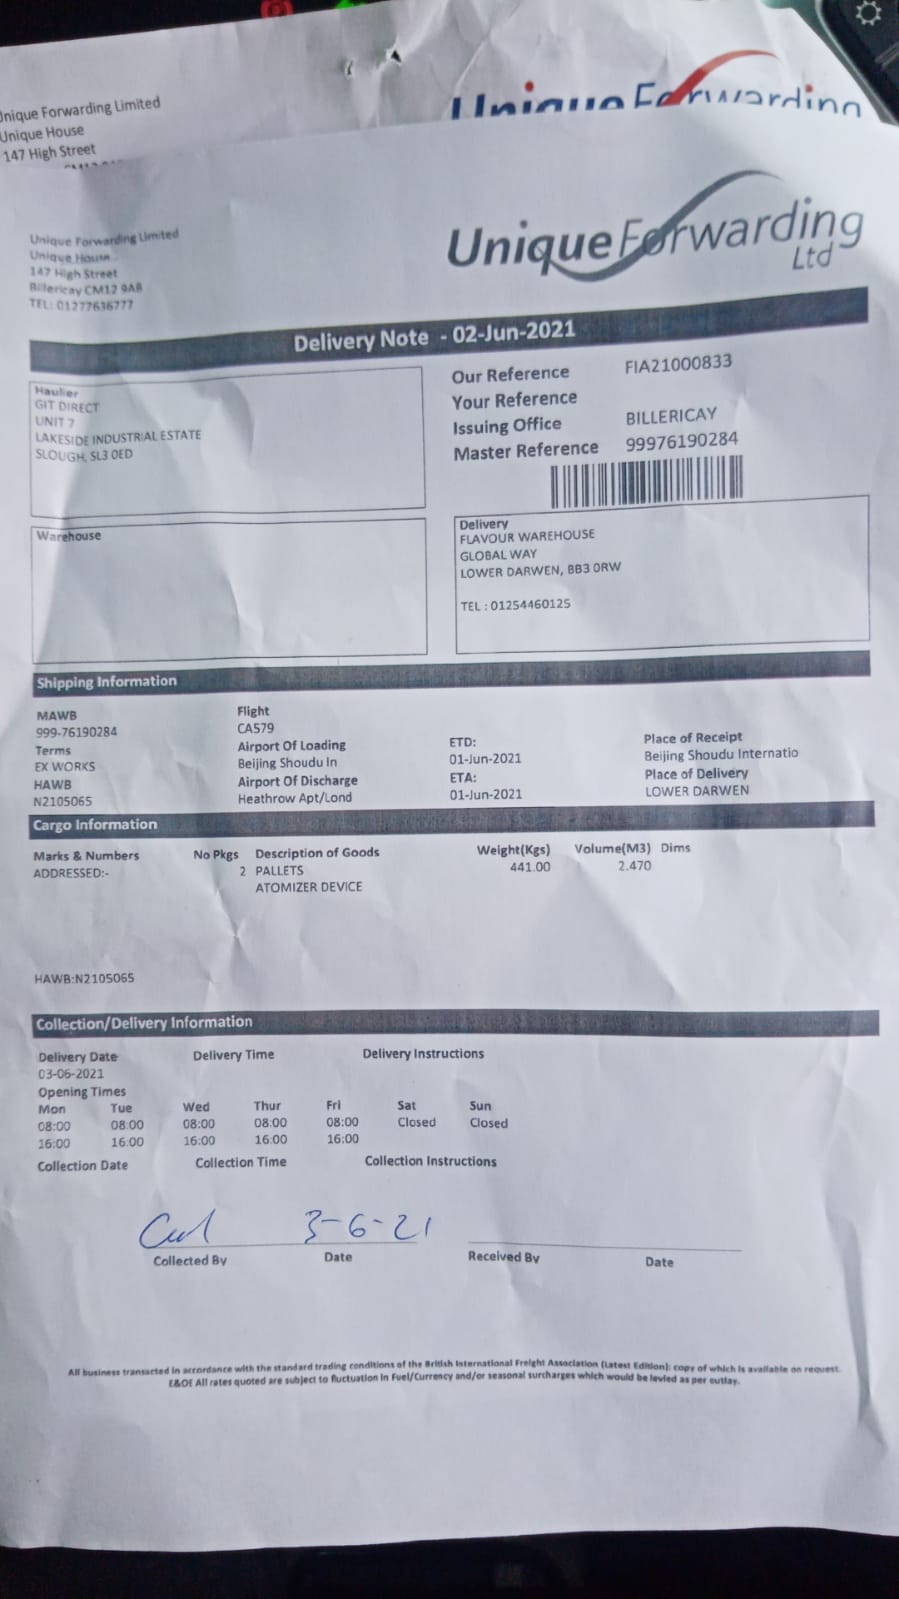 Unique Forwarding
Unique Forwarding Limited
Unique House
147 High Street
Unique Forwarding Limited
Unique House
147 High Street
Billericay CM12 9AB
TEL: 01277636777
UniqueForwarding
Ltd
Delivery Note - 02-Jun-2021
Haulier
GIT DIRECT
UNIT 7
LAKESIDE INDUSTRIAL ESTATE
SLOUGH, SL3 0ED
Our Reference FIA21000833
Your Reference
Issuing Office BILLERICAY
Master Reference 99976190284
Warehouse
Delivery
FLAVOUR WAREHOUSE
GLOBAL WAY
LOWER DARWEN, BB3 0RW
TEL : 01254460125
Shipping Information
MAWB
999-76190284
Terms
EX WORKS
HAWB
N2105065
Flight
CA579
Airport Of Loading
Beijing Shoudu In
Airport Of Discharge
Heathrow Apt/Lond
ETD:
01-Jun-2021
ETA:
01-Jun-2021
Place of Receipt
Beijing Shoudu Internatio
Place of Delivery
LOWER DARWEN
Cargo Information
Marks & Numbers No Pkgs Description of Goods Weight(Kgs) Volume(M3) Dims
ADDRESSED:- 2 PALLETS 441.00 2.470
ATOMIZER DEVICE
HAWB:N2105065
Collection/Delivery Information
Delivery Date Delivery Time Delivery Instructions
03-06-2021
Opening Times
Mon Tue Wed Thur Fri Sat Sun
08:00 08:00 08:00 08:00 08:00 Closed Closed
16:00 16:00 16:00 16:00 16:00
Collection Date Collection Time Collection Instructions
3-6-21
Collected By Date Received By Date
All business transacted in accordance with the standard trading conditions of the British International Freight Association (Latest Edition): copy of which is available on request.
E&OE All rates quoted are subject to fluctuation in Fuel/Currency and/or seasonal surcharges which would be levied as per outlay.